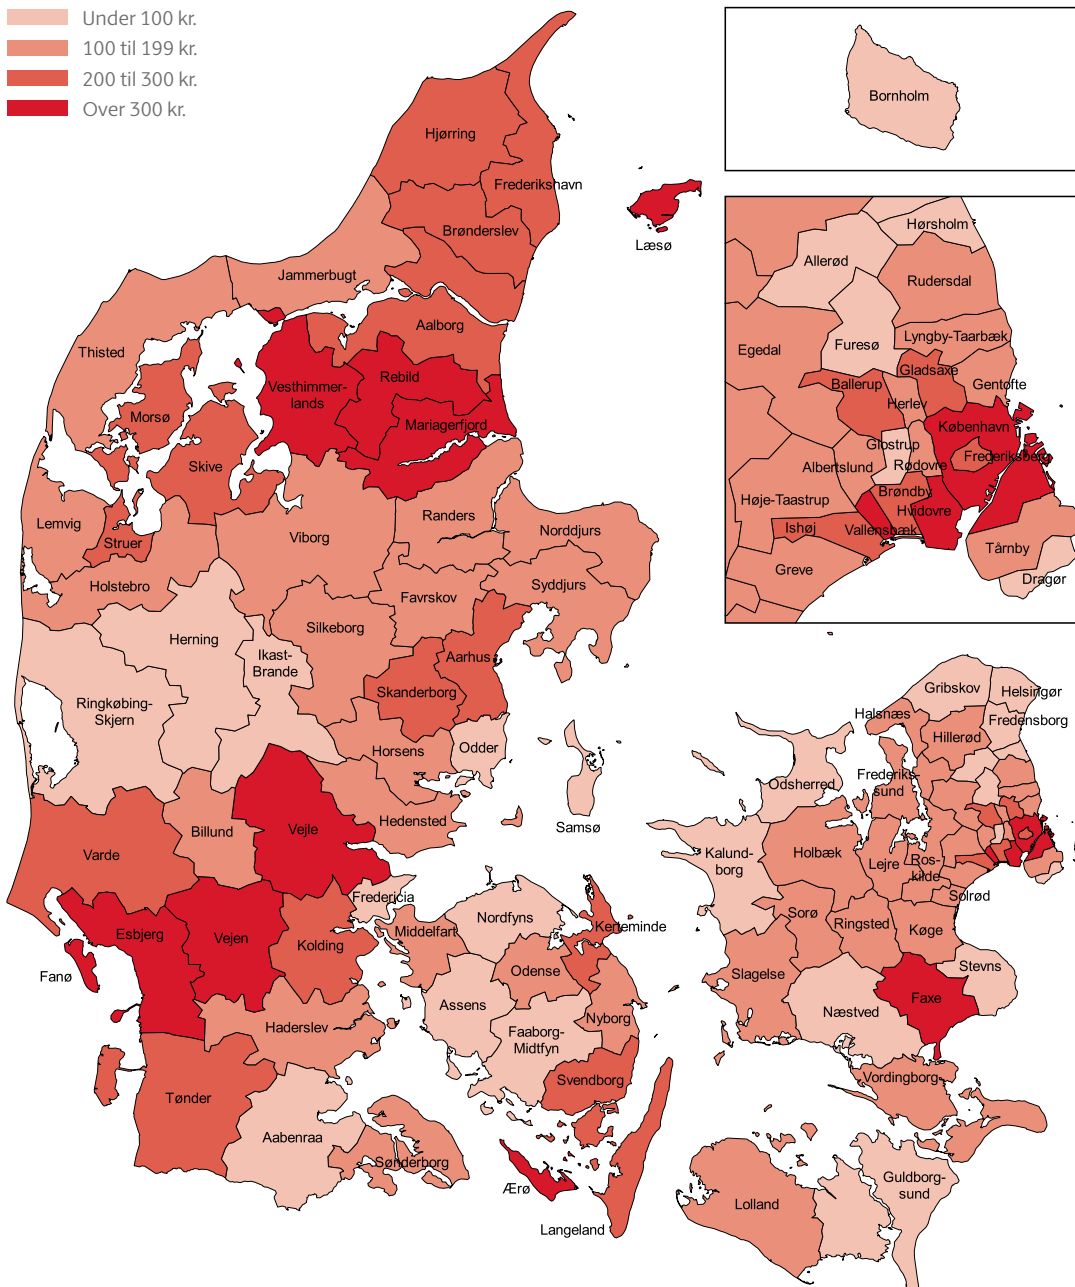 Under 100 kr.
100 til 199 kr.
200 til 300 kr.
Over 300 kr.
Bornholm
Hjørring
Frederikshavn
Læsø
Brønderslev
Jammerbugt
Aalborg
Thisted
Vesthimmer-
lands
Rebild
Morsø
Mariagerfjord
Skive
Lemvig
Struer
Viborg
Randers
Norddjurs
Holstebro
Favrskov
Syddjurs
Silkeborg
Herning
Ikast-
Brande
Aarhus
Skanderborg
Ringkøbing-
Skjern
Horsens
Odder
Samsø
Hedensted
Billund
Vejle
Varde
Fredericia
Esbjerg
Vejen
Kolding
Fanø
Haderslev
Tønder
Aabenraa
Sønderborg
Nordfyns
Middelfart
Kerteminde
Odense
Assens
Nyborg
Faaborg-
Midtfyn
Svendborg
Ærø
Langeland
Hørsholm
Allerød
Rudersdal
Egedal
Furesø
Lyngby-Taarbæk
Gladsaxe
Gentofte
Ballerup
Herlev
København
Glostrup
Frederiksberg
Albertslund
Rødovre
Høje-Taastrup
Brøndby
Hvidovre
Ishøj
Vallensbæk
Greve
Tårnby
Dragør
Gribskov
Helsingør
Halsnæs
Fredensborg
Hillerød
Odsherred
Frederiks-
sund
Kalund-
borg
Holbæk
Lejre
Ros-
kilde
Solrød
Sorø
Ringsted
Køge
Slagelse
Stevns
Næstved
Faxe
Vordingborg
Lolland
Guldborg-
sund